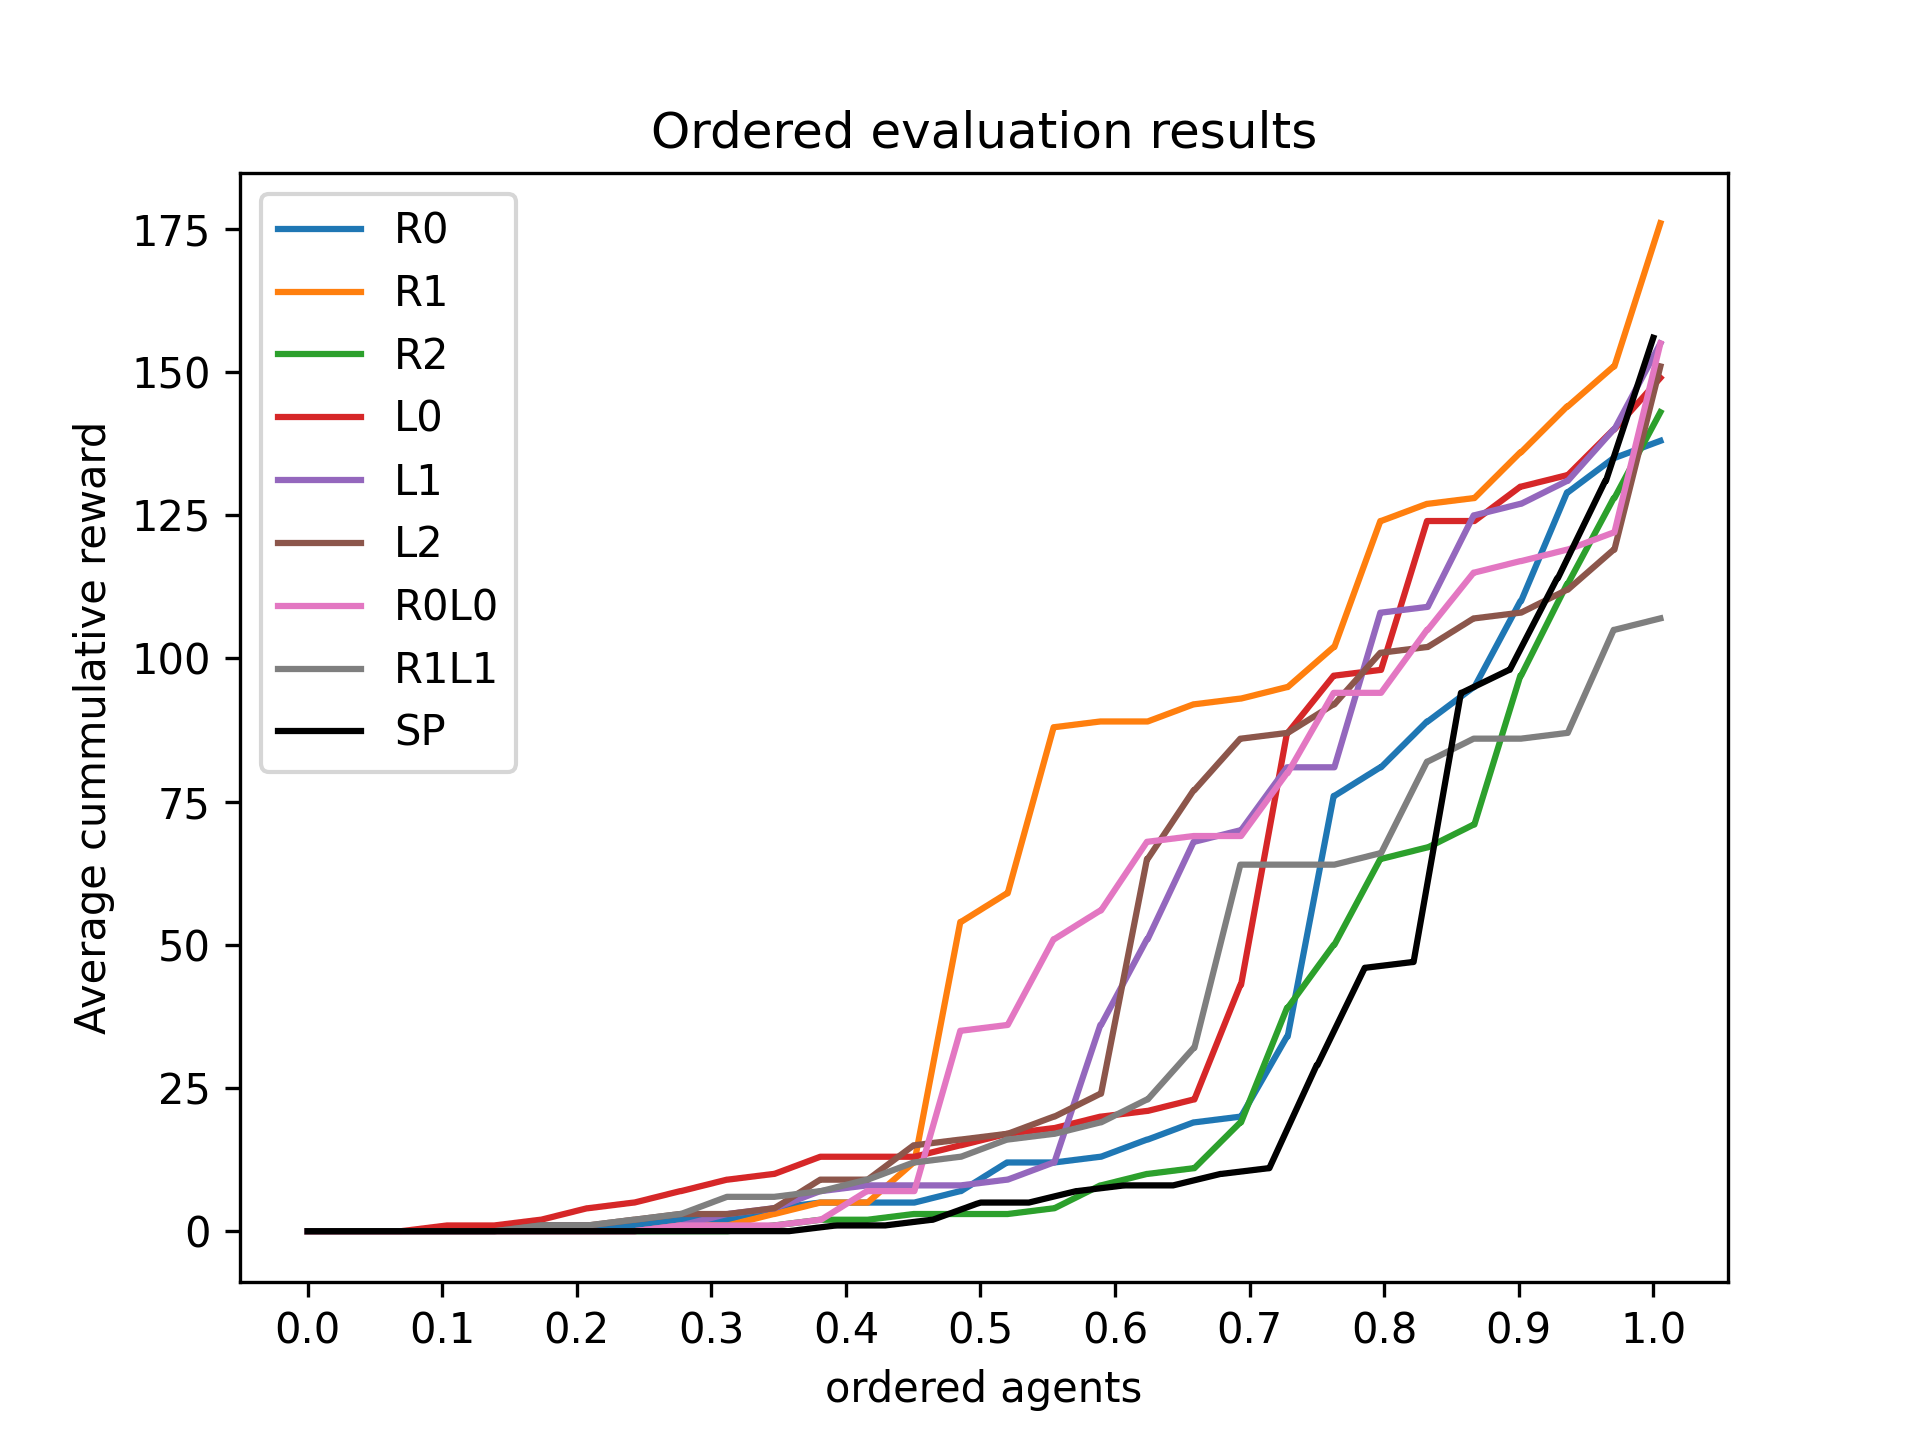 Ordered evaluation results
Average cummulative reward
175
150
125
100
75
50
25
0
R0
R1
R2
L0
L1
L2
R0L0
R1L1
SP
0.0 0.1 0.2 0.3 0.4 0.5 0.6 0.7 0.8 0.9 1.0
ordered agents